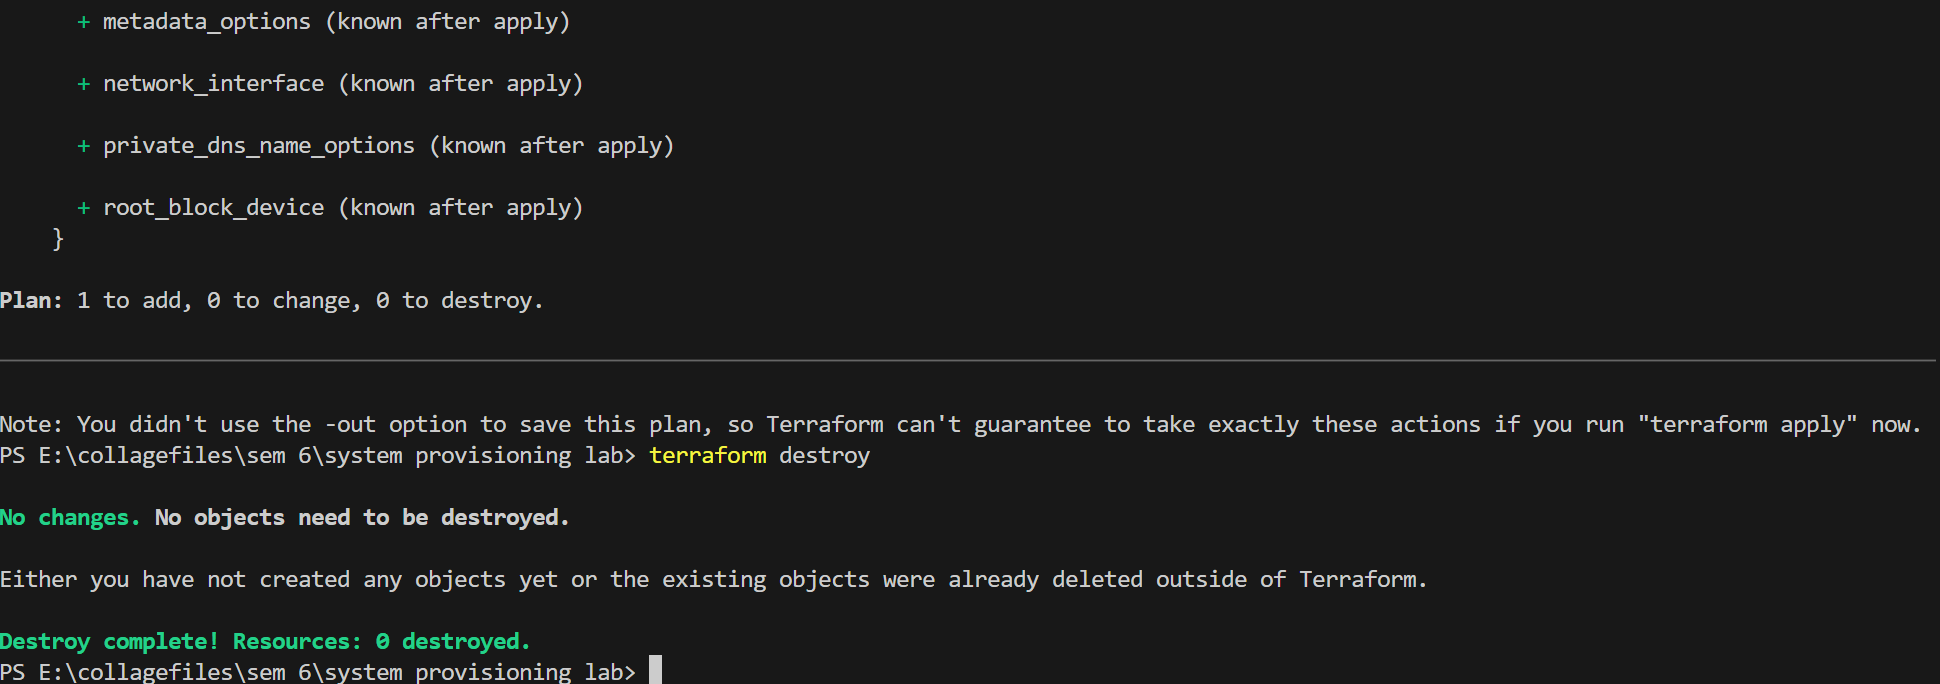 + metadata_options (known after apply)
+ network_interface (known after apply)
+ private_dns_name_options (known after apply)
+ root_block_device (known after apply)
}
Plan: 1 to add, 0 to change, 0 to destroy.
Note: You didn't use the -out option to save this plan, so Terraform can't guarantee to take exactly these actions if you run "terraform apply" now.
PS E:\collagefiles\sem 6\system provisioning lab> terraform destroy
No changes. No objects need to be destroyed.
Either you have not created any objects yet or the existing objects were already deleted outside of Terraform.
Destroy complete! Resources: 0 destroyed.
PS E:\collagefiles\sem 6\system provisioning lab>